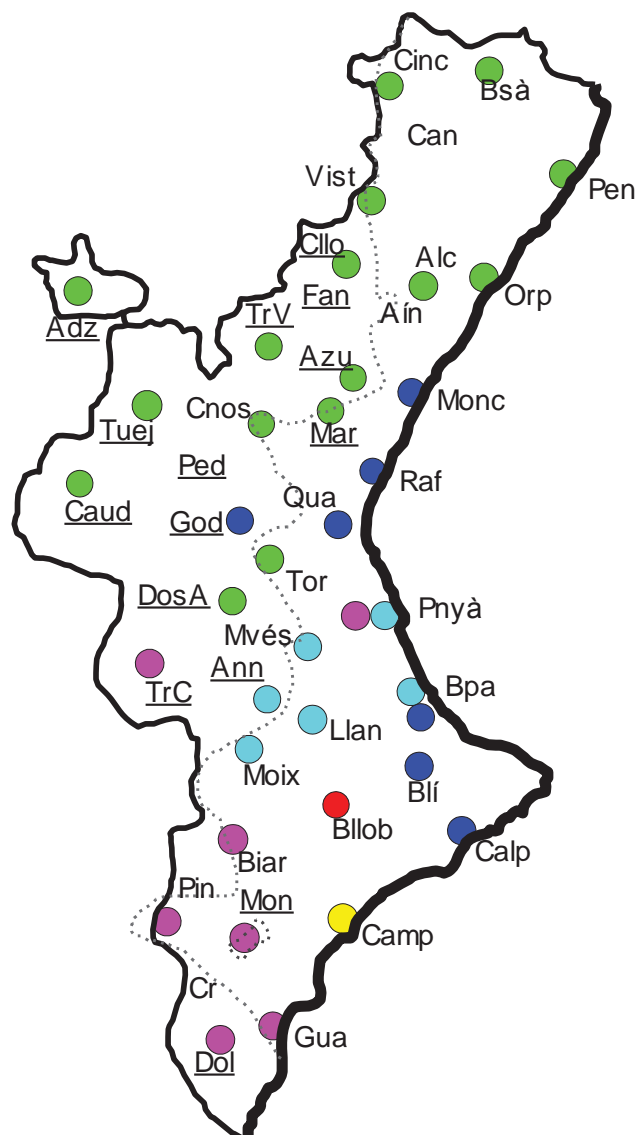 Cinc
Bsà
Can
Vist
Pen
Cllo
Alc
Fan
Orp
Adz
TrV
Aín
Azu
Monc
Tuej
Cnos
Mar
Ped
Raf
Caud
Qua
God
Tor
DosA
Pnyà
Mvés
Ann
TrC
Bpa
Llan
Moix
Blí
Bllob
Calp
Biar
Pin
Mon
Camp
Cr
Gua
Dol